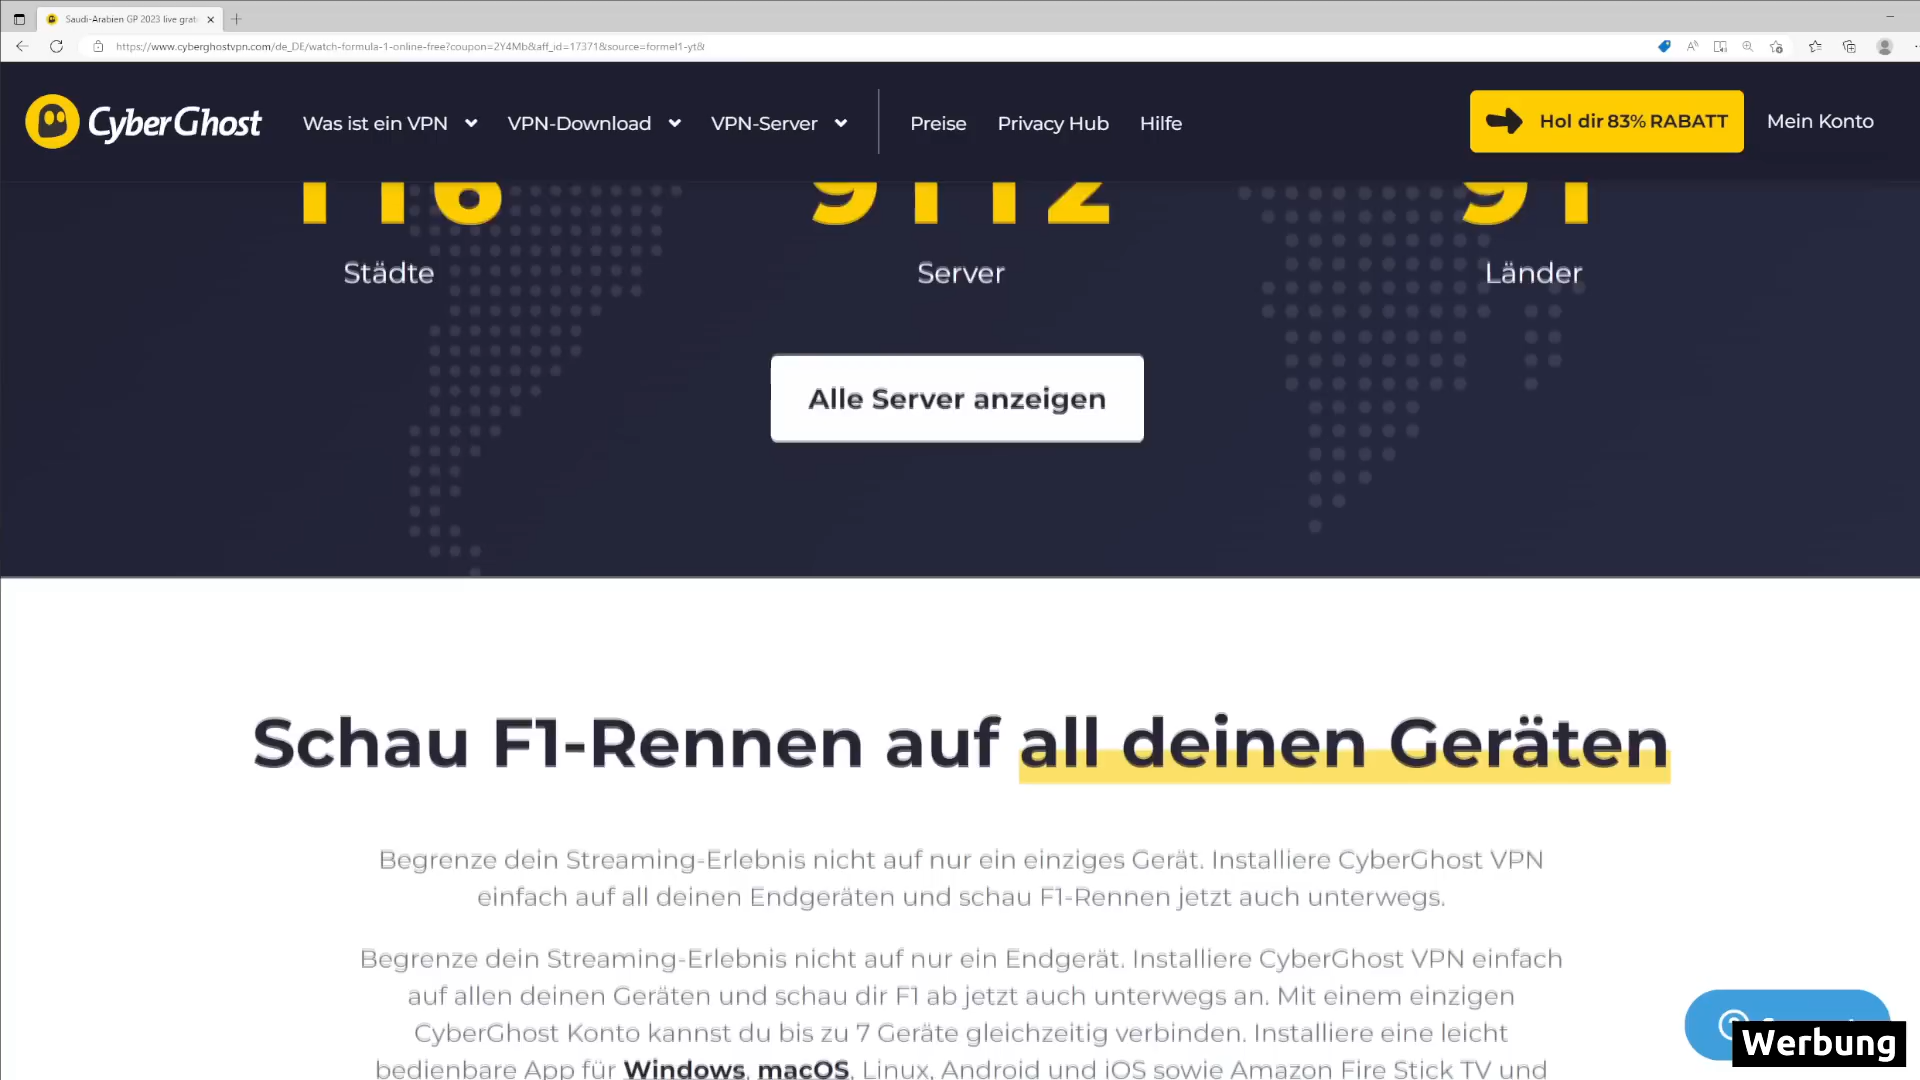 Saudi-Arabien GP 2023 live grat
https://www.cyberghostvpn.com/de_DE/watch-formula-1-online-free?coupon=2Y4Mb&aff_id=17371&source=formel1-yt&
CyberGhost
Was ist ein VPN
VPN-Download
VPN-Server
Preise
Privacy Hub
Hilfe
Hol dir 83% RABATT
Mein Konto
116
9112
91
Städte
Server
Länder
Alle Server anzeigen
Schau F1-Rennen auf all deinen Geräten
Begrenze dein Streaming-Erlebnis nicht auf nur ein einziges Gerät. Installiere CyberGhost VPN
einfach auf all deinen Endgeräten und schau F1-Rennen jetzt auch unterwegs.
Begrenze dein Streaming-Erlebnis nicht auf nur ein Endgerät. Installiere CyberGhost VPN einfach
auf allen deinen Geräten und schau dir F1 ab jetzt auch unterwegs an. Mit einem einzigen
CyberGhost Konto kannst du bis zu 7 Geräte gleichzeitig verbinden. Installiere eine leicht
bedienbare App für Windows, macOS, Linux, Android und iOS sowie Amazon Fire Stick TV und
Werbung